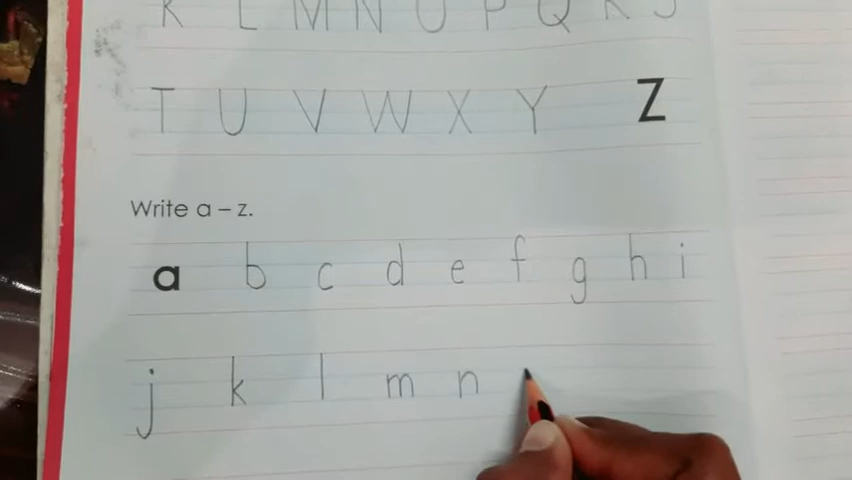 K L M N O P Q R S
T U V W X Y Z
Write a – z.
a b c d e f g h i
j k l m n